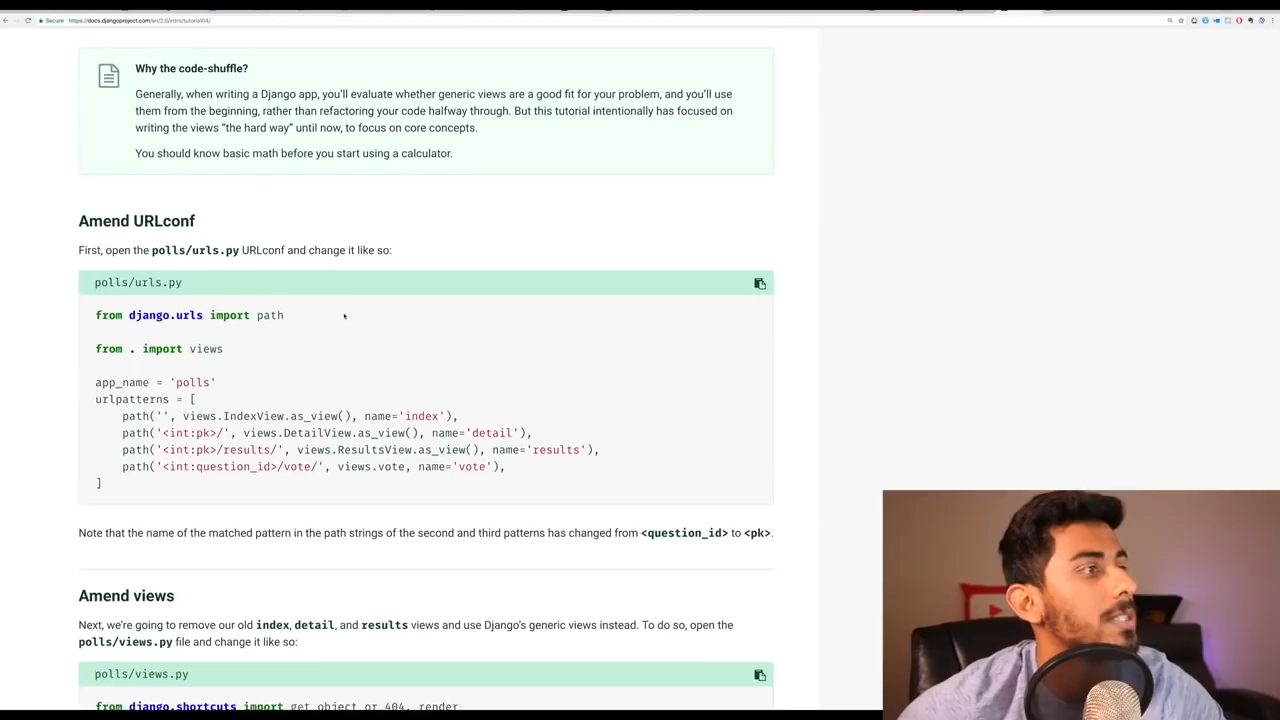 Secure https://docs.djangoproject.com/en/2.0/intro/tutorial04/
Why the code-shuffle?
Generally, when writing a Django app, you'll evaluate whether generic views are a good fit for your problem, and you'll use
them from the beginning, rather than refactoring your code halfway through. But this tutorial intentionally has focused on
writing the views “the hard way” until now, to focus on core concepts.
You should know basic math before you start using a calculator.
Amend URLconf
First, open the polls/urls.py URLconf and change it like so:
polls/urls.py
from django.urls import path
from . import views
app_name = 'polls'
urlpatterns = [
path('', views.IndexView.as_view(), name='index'),
path('<int:pk>/', views.DetailView.as_view(), name='detail'),
path('<int:pk>/results/', views.ResultsView.as_view(), name='results'),
path('<int:question_id>/vote/', views.vote, name='vote'),
]
Note that the name of the matched pattern in the path strings of the second and third patterns has changed from <question_id> to <pk>.
Amend views
Next, we're going to remove our old index, detail, and results views and use Django's generic views instead. To do so, open the
polls/views.py file and change it like so:
polls/views.py
from django.shortcuts import get_object_or_404, render